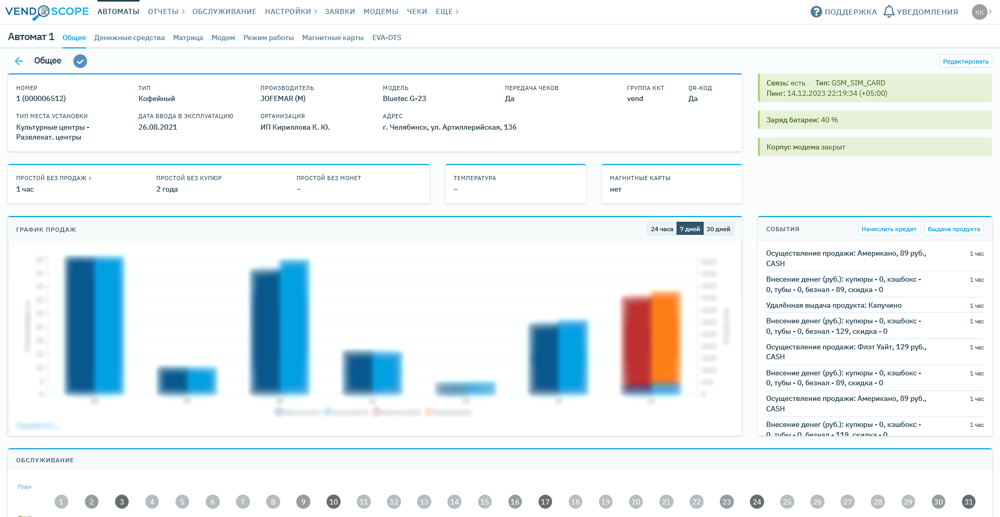 VENDSCOPE АВТОМАТЫ ОТЧЕТЫ ОБСЛУЖИВАНИЕ НАСТРОЙКИ ЗАЯВКИ МОДЕМЫ ЧЕКИ ЕЩЕ ПОДДЕРЖКА УВЕДОМЛЕНИЯ КК
Автомат 1 Общее Денежные средства Матрица Модем Режим работы Магнитные карты EVA-DTS
Общее Редактировать
НОМЕР ТИП ПРОИЗВОДИТЕЛЬ МОДЕЛЬ ПЕРЕДАЧА ЧЕКОВ ГРУППА ККТ QR-КОД
1 (000006512) Кофейный JOFEMAR (M) Bluetec G-23 Да vend Да
ТИП МЕСТА УСТАНОВКИ ДАТА ВВОДА В ЭКСПЛУАТАЦИЮ ОРГАНИЗАЦИЯ АДРЕС
Культурные центры - 26.08.2021 ИП Кириллова К. Ю. г. Челябинск, ул. Артиллерийская, 136
Развлекат. центры
Связь: есть Тип: GSM_SIM_CARD
Пинг: 14.12.2023 22:19:34 (+05:00)
Заряд батареи: 40 %
Корпус модема закрыт
ПРОСТОЙ БЕЗ ПРОДАЖ ПРОСТОЙ БЕЗ КУПЮР ПРОСТОЙ БЕЗ МОНЕТ ТЕМПЕРАТУРА МАГНИТНЫЕ КАРТЫ
1 час 2 года – – нет
ГРАФИК ПРОДАЖ 24 часа 7 дней 30 дней
СОБЫТИЯ Начислить кредит Выдача продукта
Осуществление продажи: Американо, 89 руб., 1 час
CASH
Внесение денег (руб.): купюры - 0, кэшбокс - 1 час
0, тубы - 0, безнал - 89, скидка - 0
Удалённая выдача продукта: Капучино 1 час
Внесение денег (руб.): купюры - 0, кэшбокс - 1 час
0, тубы - 0, безнал - 129, скидка - 0
Осуществление продажи: Флэт Уайт, 129 руб., 1 час
CASH
Внесение денег (руб.): купюры - 0, кэшбокс - 1 час
0, тубы - 0, безнал - 89, скидка - 0
Осуществление продажи: Американо, 89 руб., 1 час
CASH
Внесение денег (руб.): купюры - 0, кэшбокс - 1 час
0, тубы - 0, безнал - 119, скидка - 0
ОБСЛУЖИВАНИЕ
План
1 2 3 4 5 6 7 8 9 10 11 12 13 14 15 16 17 18 19 20 21 22 23 24 25 26 27 28 29 30 31